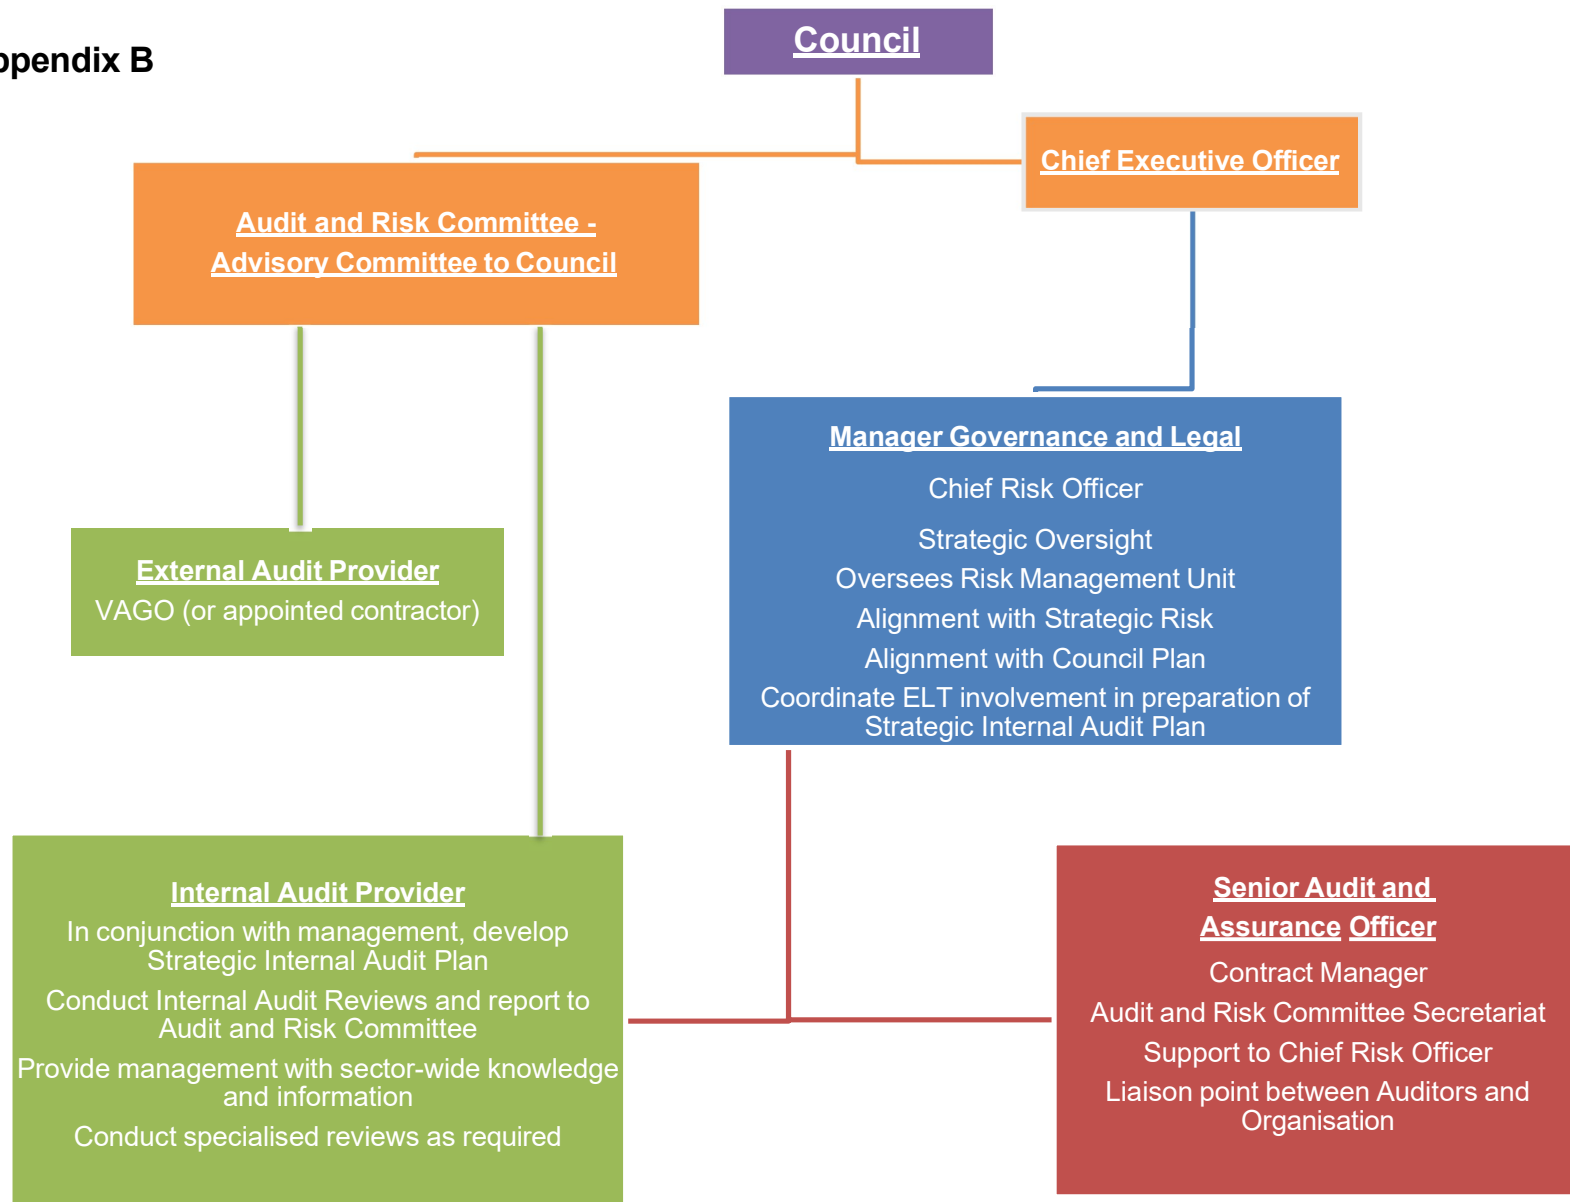 ppendix B
Council
Chief Executive Officer
Audit and Risk Committee -
Advisory Committee to Council
Manager Governance and Legal
Chief Risk Officer
Strategic Oversight
Oversees Risk Management Unit
Alignment with Strategic Risk
Alignment with Council Plan
Coordinate ELT involvement in preparation of
Strategic Internal Audit Plan
External Audit Provider
VAGO (or appointed contractor)
Internal Audit Provider
In conjunction with management, develop
Strategic Internal Audit Plan
Conduct Internal Audit Reviews and report to
Audit and Risk Committee
Provide management with sector-wide knowledge
and information
Conduct specialised reviews as required
Senior Audit and
Assurance Officer
Contract Manager
Audit and Risk Committee Secretariat
Support to Chief Risk Officer
Liaison point between Auditors and
Organisation